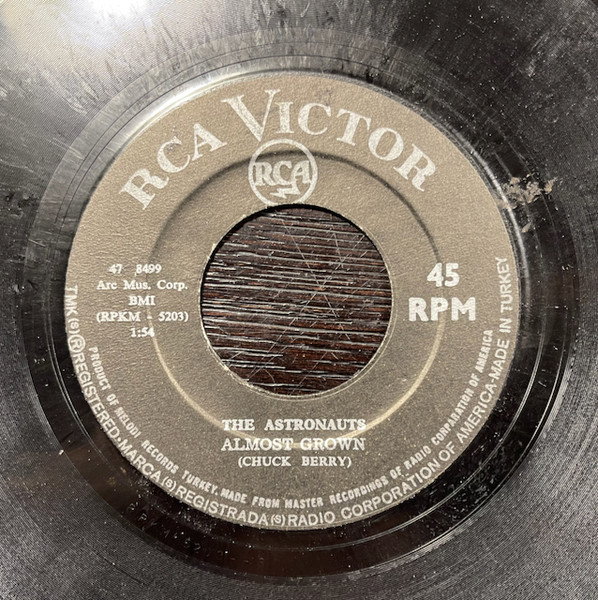 RCA VICTOR
RCA
47 8499
Arc Mus. Corp.
BMI
(RPKM - 5203)
1:54
45
RPM
THE ASTRONAUTS
ALMOST GROWN
(CHUCK BERRY)
PRODUCT OF MELODI RECORDS TURKEY. MADE FROM MASTER RECORDINGS OF RADIO CORPORATION OF AMERICA
TMK(S)(R)REGISTERED-MARCA(S)REGISTRADA(S)RADIO CORPORATION OF AMERICA-MADE IN TURKEY